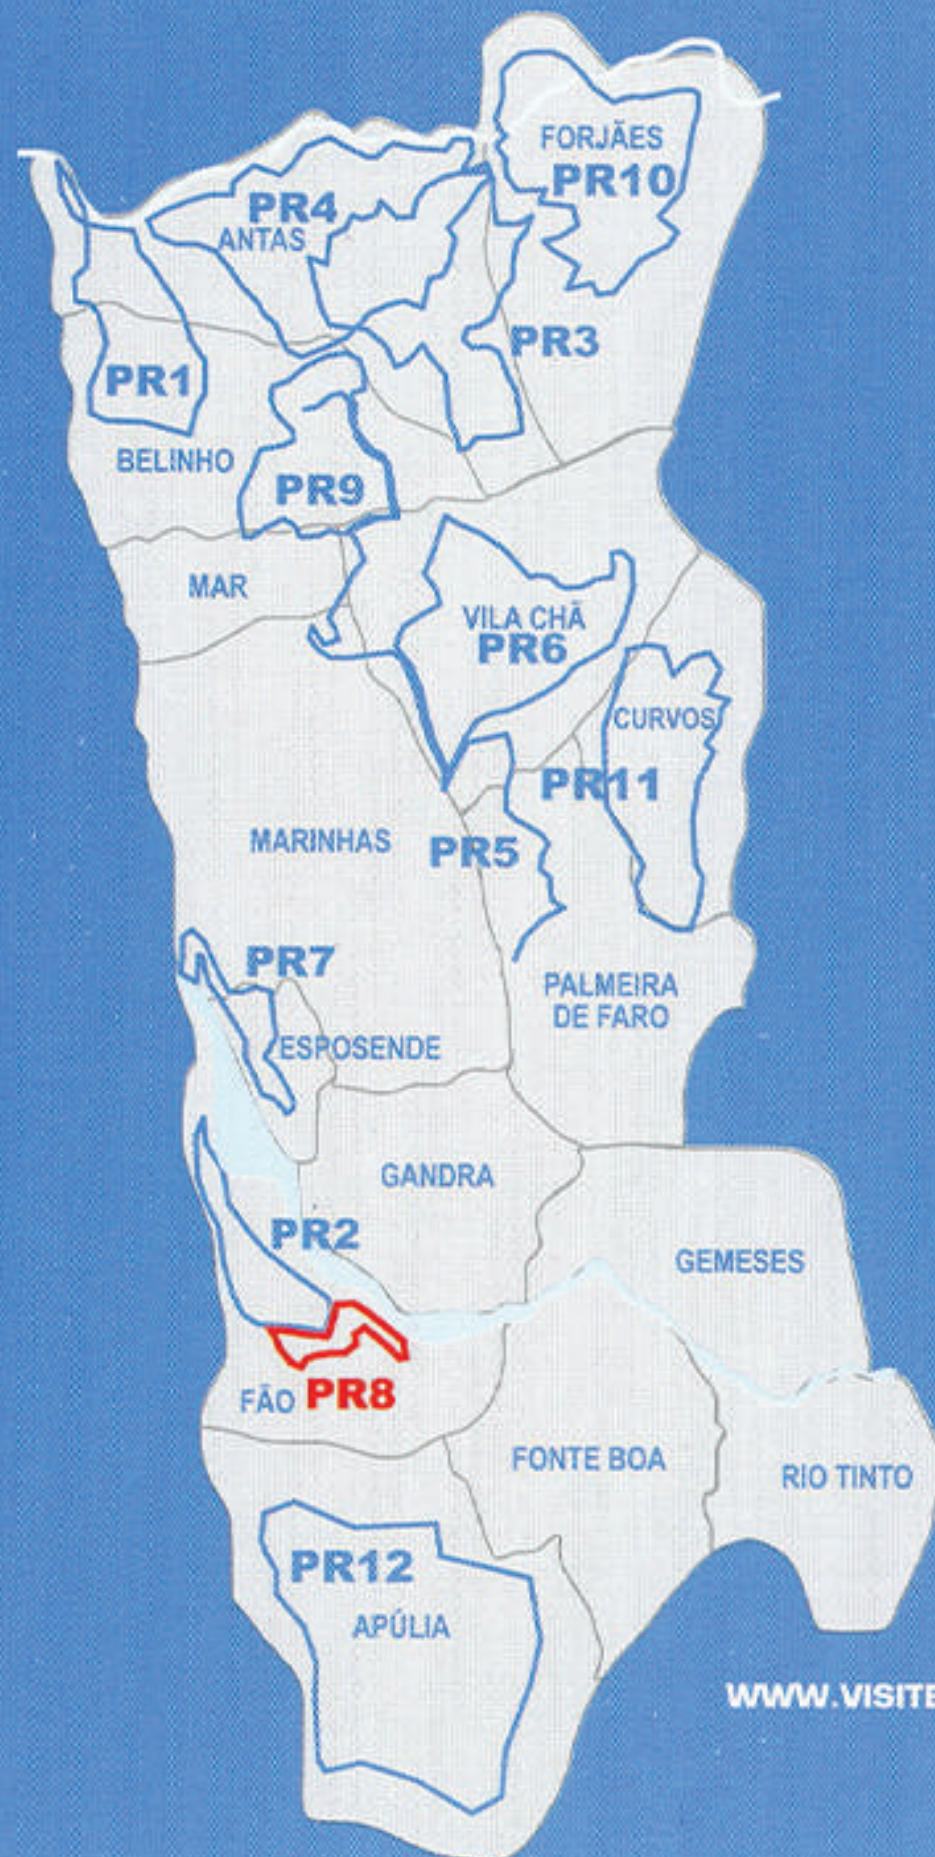 FORJÃES
PR10
PR4
ANTAS
PR3
PR1
BELINHO
PR9
MAR
VILA CHÃ
PR6
CURVOS
PR11
MARINHAS
PR5
PR7
PALMEIRA
DE FARO
ESPOSENDE
GANDRA
PR2
GEMESES
FÃO PR8
FONTE BOA
RIO TINTO
PR12
APÚLIA
WWW.VISITE